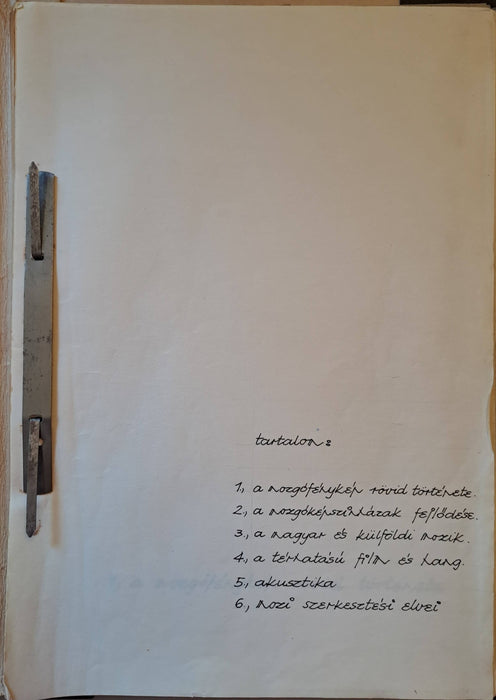 tartalom:
1., a mozgófénykép rövid története.
2., a mozgóképszínházak fejlődése.
3., a magyar és külföldi mozik.
4., a térhatású film és hang.
5., akusztika
6., mozi szerkesztési elvei